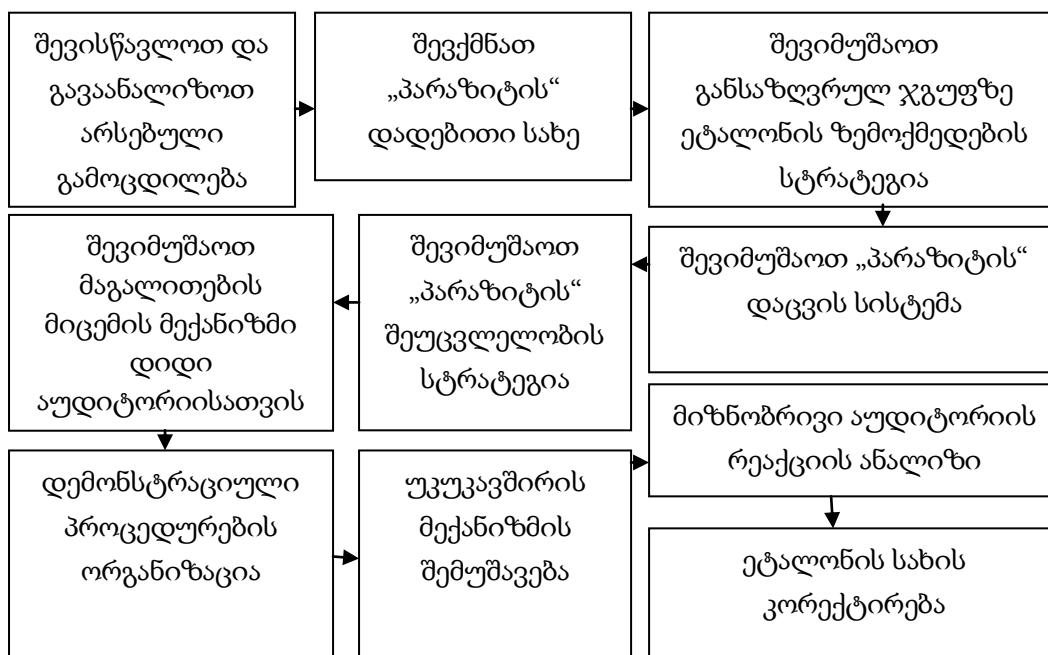 შევისწავლოთ და
გავაანალიზოთ
არსებული
გამოცდილება
შევქმნათ
„პარაზიტის“
დადებითი სახე
შევიმუშაოთ
განსაზღვრულ ჯგუფზე
ეტალონის ზემოქმედების
სტრატეგია
შევიმუშაოთ „პარაზიტის“
დაცვის სისტემა
შევიმუშაოთ
„პარაზიტის“
შეუცვლელობის
სტრატეგია
შევიმუშაოთ
მაგალითების
მიცემის მექანიზმი
დიდი
აუდიტორიისათვის
დემონსტრაციული
პროცედურების
ორგანიზაცია
უკუკავშირის
მექანიზმის
შემუშავება
მიზნობრივი აუდიტორიის
რეაქციის ანალიზი
ეტალონის სახის
კორექტირება